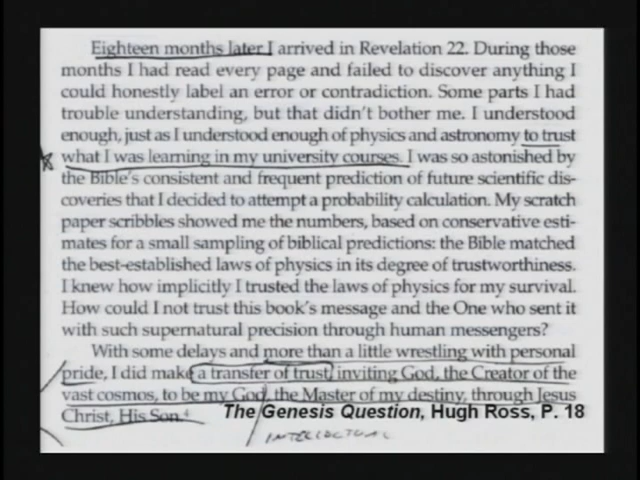 Eighteen months later I arrived in Revelation 22. During those
months I had read every page and failed to discover anything I
could honestly label an error or contradiction. Some parts I had
trouble understanding, but that didn't bother me. I understood
enough, just as I understood enough of physics and astronomy to trust
what I was learning in my university courses. I was so astonished by
the Bible's consistent and frequent prediction of future scientific dis-
coveries that I decided to attempt a probability calculation. My scratch
paper scribbles showed me the numbers, based on conservative esti-
mates for a small sampling of biblical predictions: the Bible matched
the best-established laws of physics in its degree of trustworthiness.
I knew how implicitly I trusted the laws of physics for my survival.
How could I not trust this book's message and the One who sent it
with such supernatural precision through human messengers?
With some delays and more than a little wrestling with personal
pride, I did make a transfer of trust, inviting God, the Creator of the
vast cosmos, to be my God, the Master of my destiny, through Jesus
Christ, His Son.⁴
The Genesis Question, Hugh Ross, P. 18
INTELLECTUAL